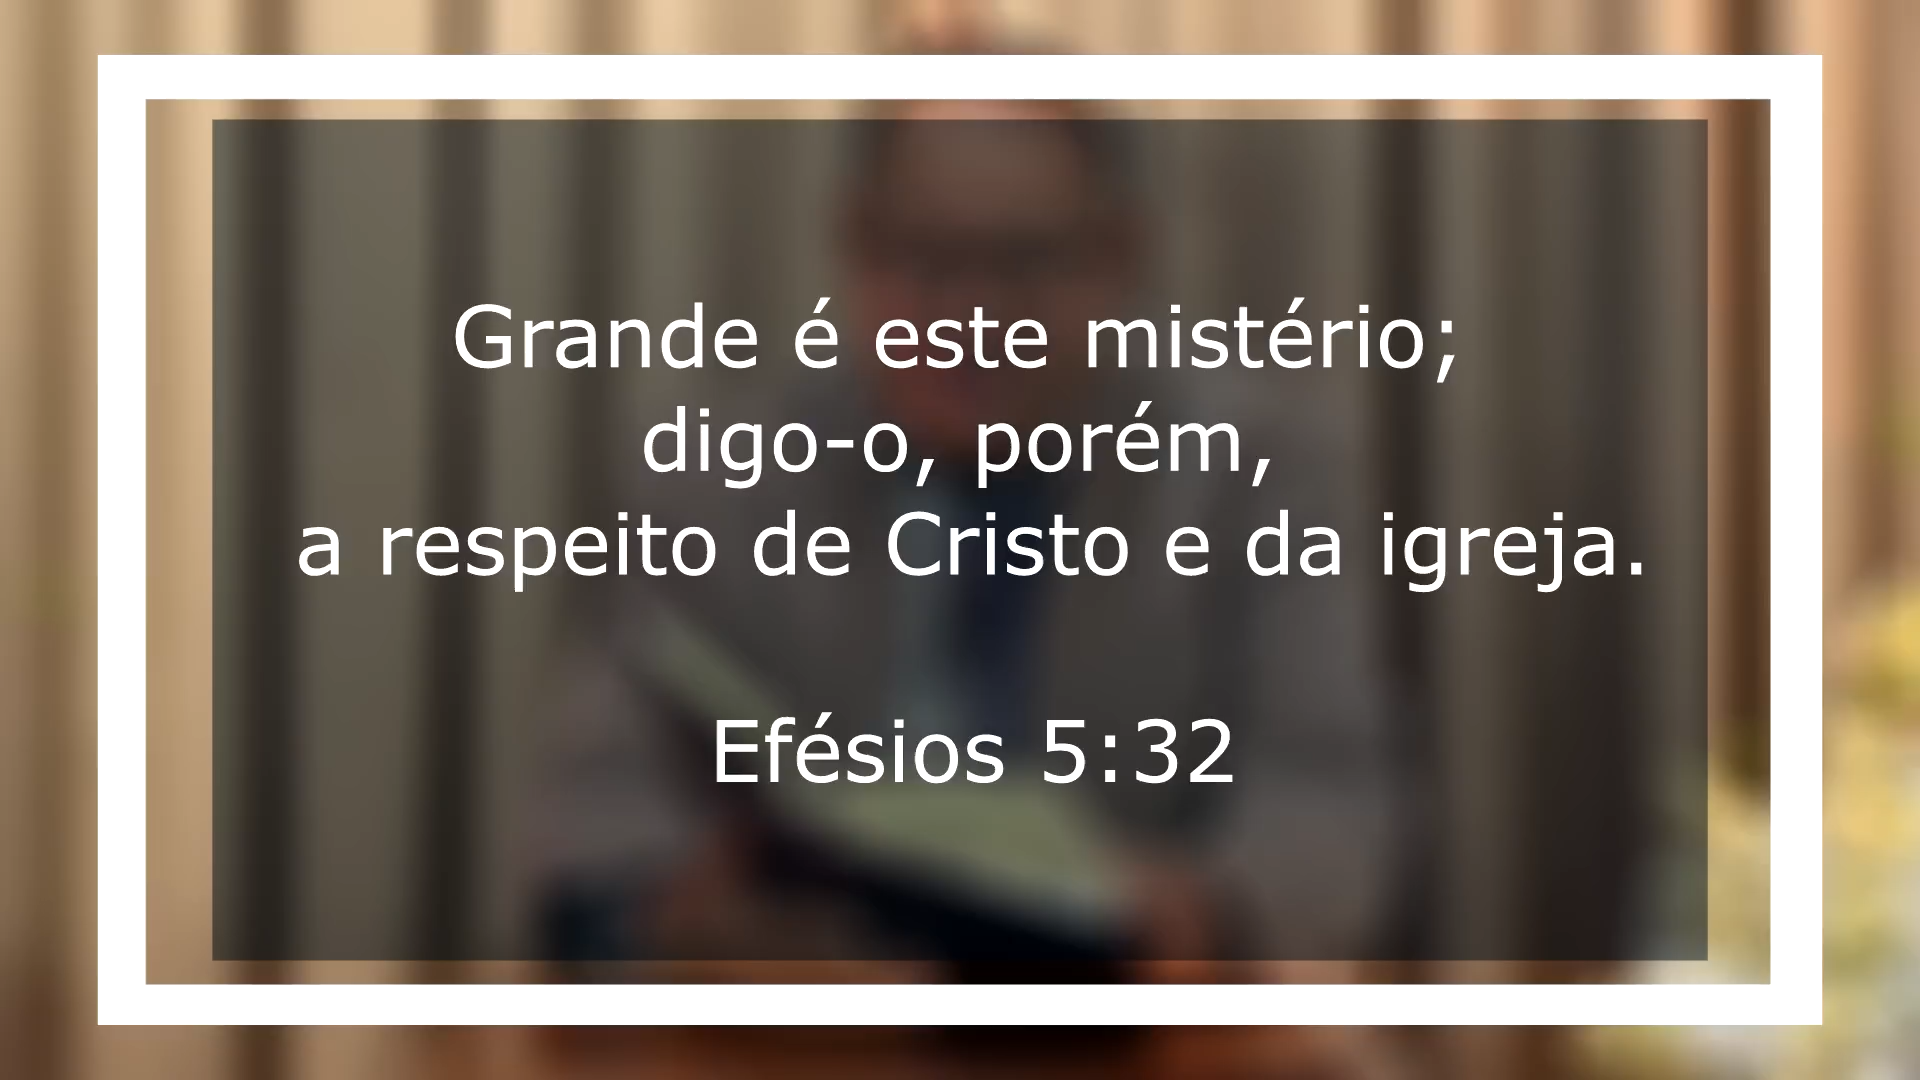 Grande é este mistério;
digo-o, porém,
a respeito de Cristo e da igreja.
Efésios 5:32